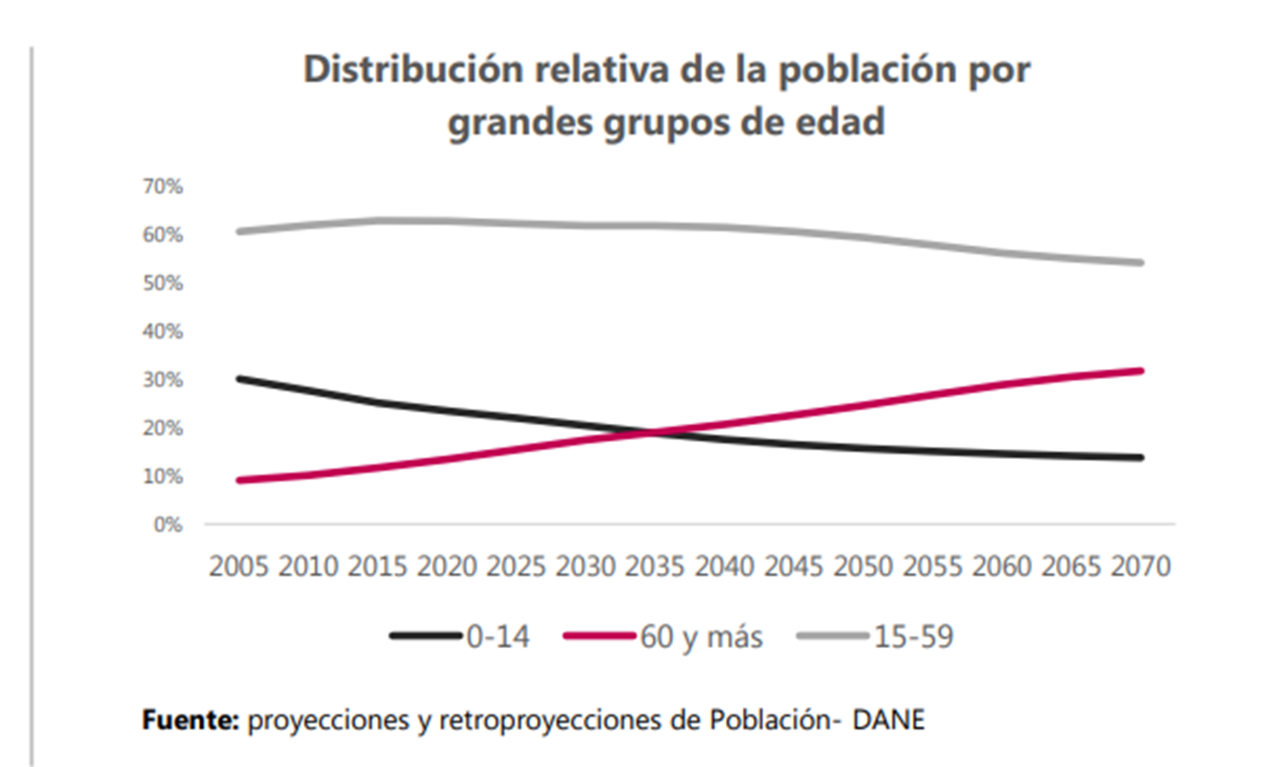 Distribución relativa de la población por
grandes grupos de edad
70%
60%
50%
40%
30%
20%
10%
0%
2005 2010 2015 2020 2025 2030 2035 2040 2045 2050 2055 2060 2065 2070
0-14 60 y más 15-59
Fuente: proyecciones y retroproyecciones de Población- DANE